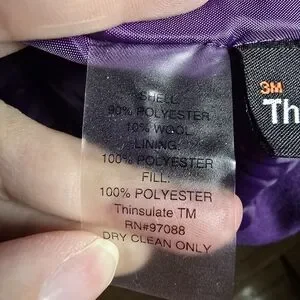 SHELL:
90% POLYESTER
10% WOOL
LINING:
100% POLYESTER
FILL:
100% POLYESTER
Thinsulate TM
RN#97088
DRY CLEAN ONLY
3M
Th